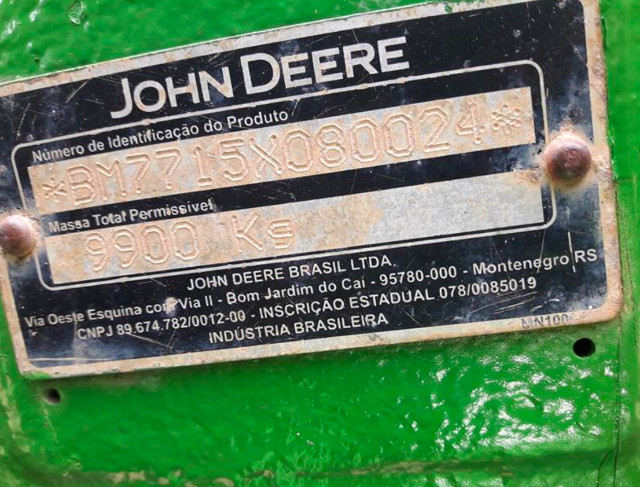 JOHN DEERE
Número de Identificação do Produto
*BM7715X080024*
Massa Total Permissível
9900 Kg
JOHN DEERE BRASIL LTDA.
Via Oeste Esquina com Via II - Bom Jardim do Cai - 95780-000 - Montenegro RS
CNPJ 89.674.782/0012-00 - INSCRIÇÃO ESTADUAL 078/0085019
INDÚSTRIA BRASILEIRA